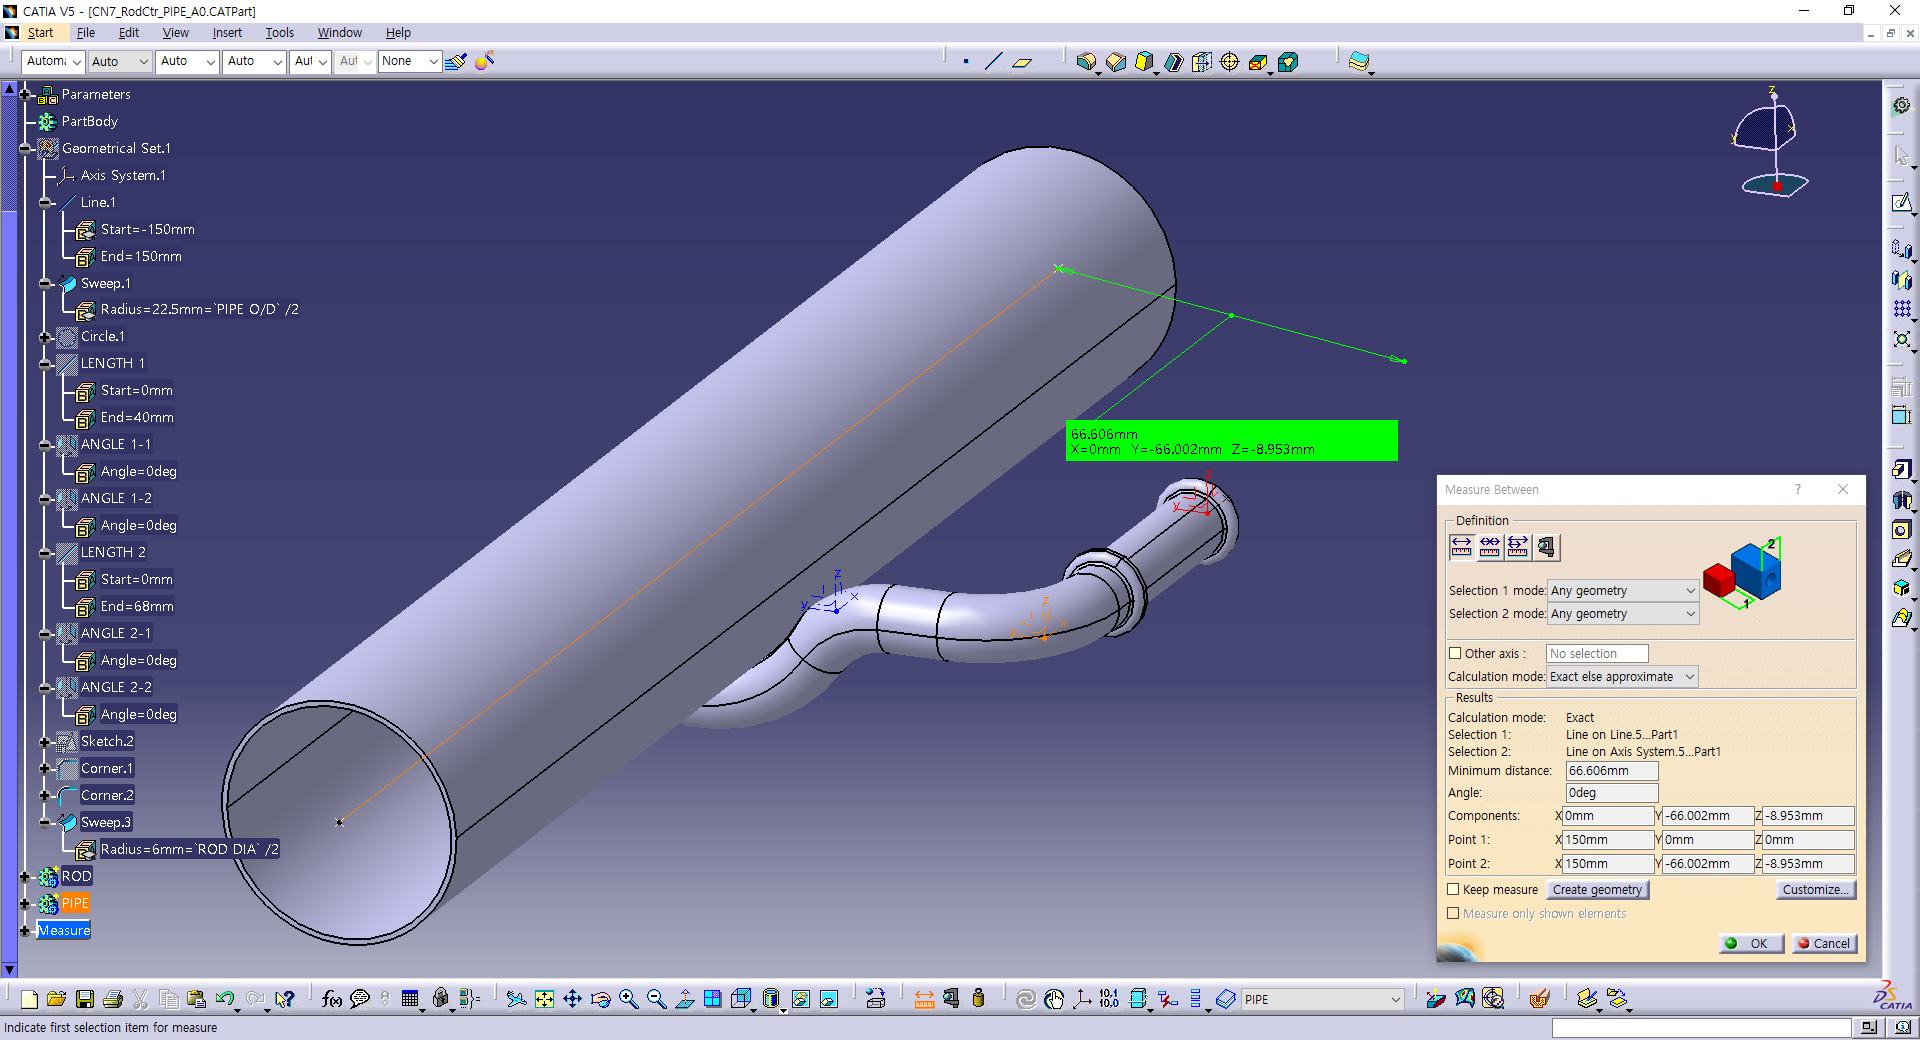 CATIA V5 - [CN7_RodCtr_PIPE_A0.CATPart]
Start File Edit View Insert Tools Window Help
Auto Auto Auto Aut Aut None
Parameters
PartBody
Geometrical Set.1
Axis System.1
Line.1
Start=-150mm
End=150mm
Sweep.1
Radius=22.5mm=`PIPE O/D` /2
Circle.1
LENGTH 1
Start=0mm
End=40mm
ANGLE 1-1
Angle=0deg
ANGLE 1-2
Angle=0deg
LENGTH 2
Start=0mm
End=68mm
ANGLE 2-1
Angle=0deg
ANGLE 2-2
Angle=0deg
Sketch.2
Corner.1
Corner.2
Sweep.3
Radius=6mm=`ROD DIA` /2
ROD
PIPE
Measure
66.606mm
X=0mm Y=-66.002mm Z=-8.953mm
Measure Between
Definition
Selection 1 mode: Any geometry
Selection 2 mode: Any geometry
Other axis : No selection
Calculation mode: Exact else approximate
Results
Calculation mode: Exact
Selection 1: Line on Line.5...Part1
Selection 2: Line on Axis System.5...Part1
Minimum distance: 66.606mm
Angle: 0deg
Components: X 0mm Y -66.002mm Z -8.953mm
Point 1: X 150mm Y 0mm Z 0mm
Point 2: X 150mm Y -66.002mm Z -8.953mm
Keep measure Create geometry Customize...
Measure only shown elements
OK Cancel
PIPE
CATIA
Indicate first selection item for measure